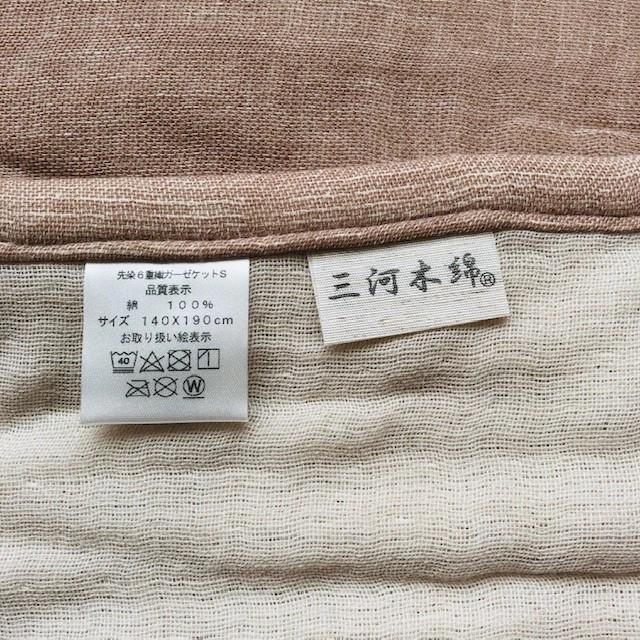 先染6重織ガーゼケットS
品質表示
綿 100%
サイズ 140X190cm
お取り扱い絵表示
40
W
三河木綿®